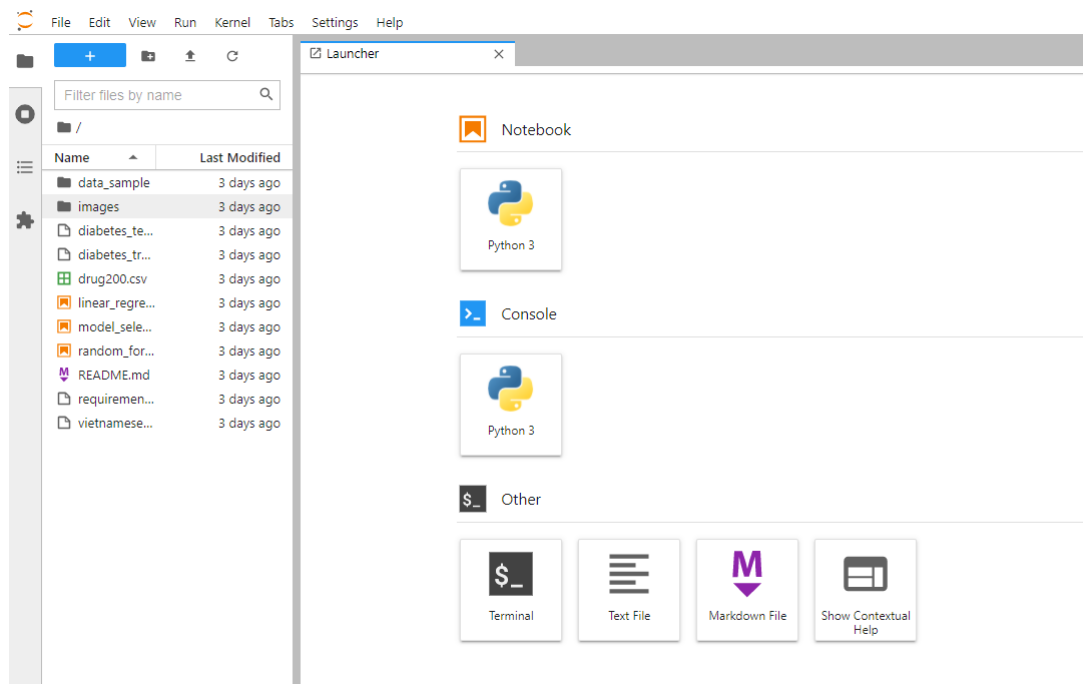 File Edit View Run Kernel Tabs Settings Help
+
Launcher
Filter files by name
/
Name Last Modified
data_sample 3 days ago
images 3 days ago
diabetes_te... 3 days ago
diabetes_tr... 3 days ago
drug200.csv 3 days ago
linear_regre... 3 days ago
model_sele... 3 days ago
random_for... 3 days ago
README.md 3 days ago
requiremen... 3 days ago
vietnamese... 3 days ago
Notebook
Python 3
Console
Python 3
$_ Other
$_
Terminal
Text File
M
Markdown File
Show Contextual
Help